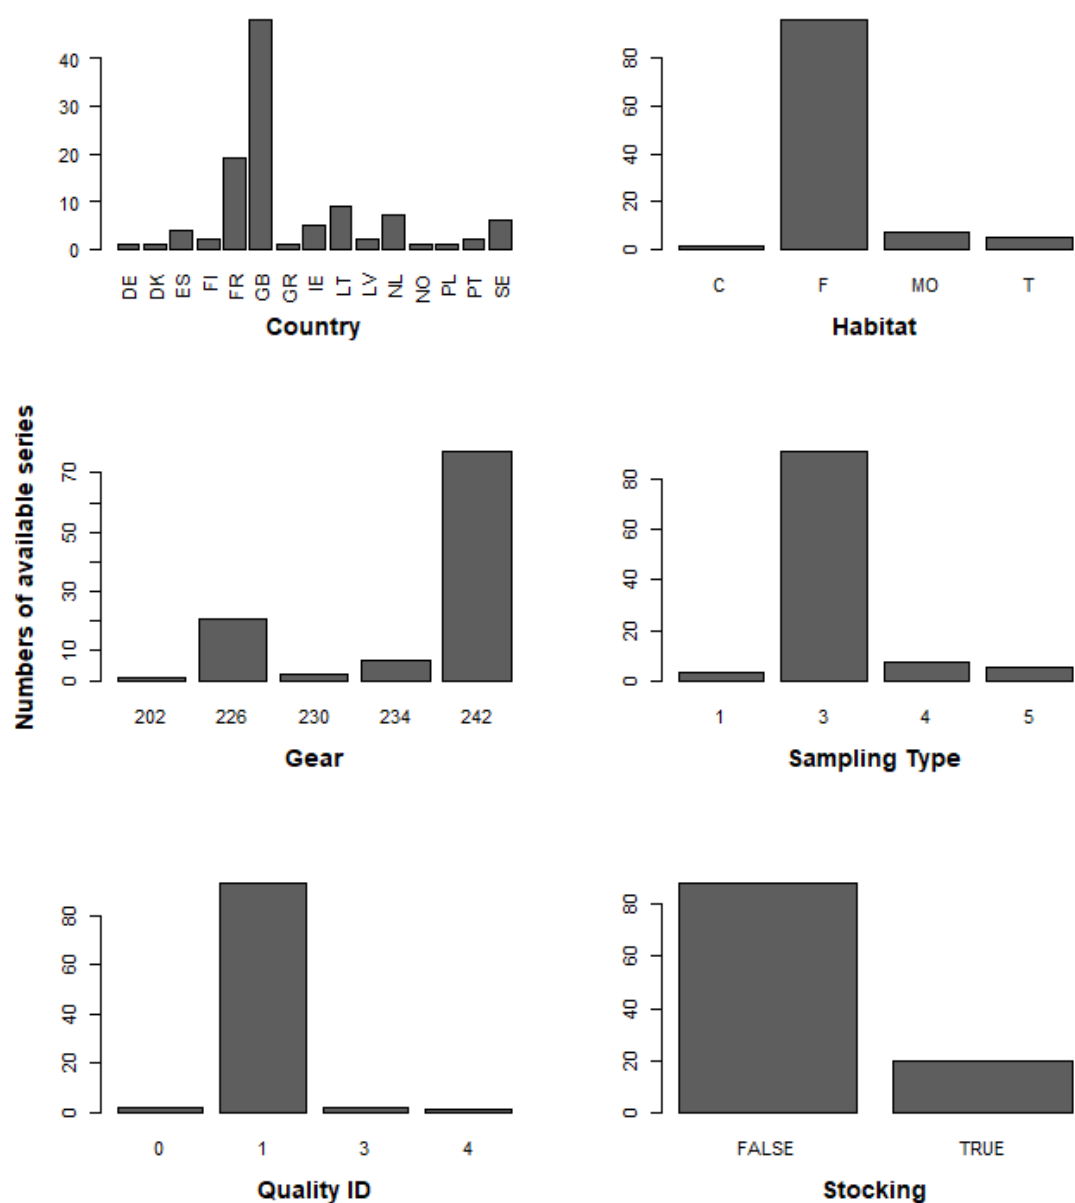 40
30
20
10
0
DE DK ES FI FR GB GR IE LT LV NL NO PL PT SE
Country
80
60
40
20
0
C F MO T
Habitat
Numbers of available series
70
50
30
10
0
202 226 230 234 242
Gear
80
60
40
20
0
1 3 4 5
Sampling Type
80
60
40
20
0
0 1 3 4
Quality ID
80
60
40
20
0
FALSE TRUE
Stocking